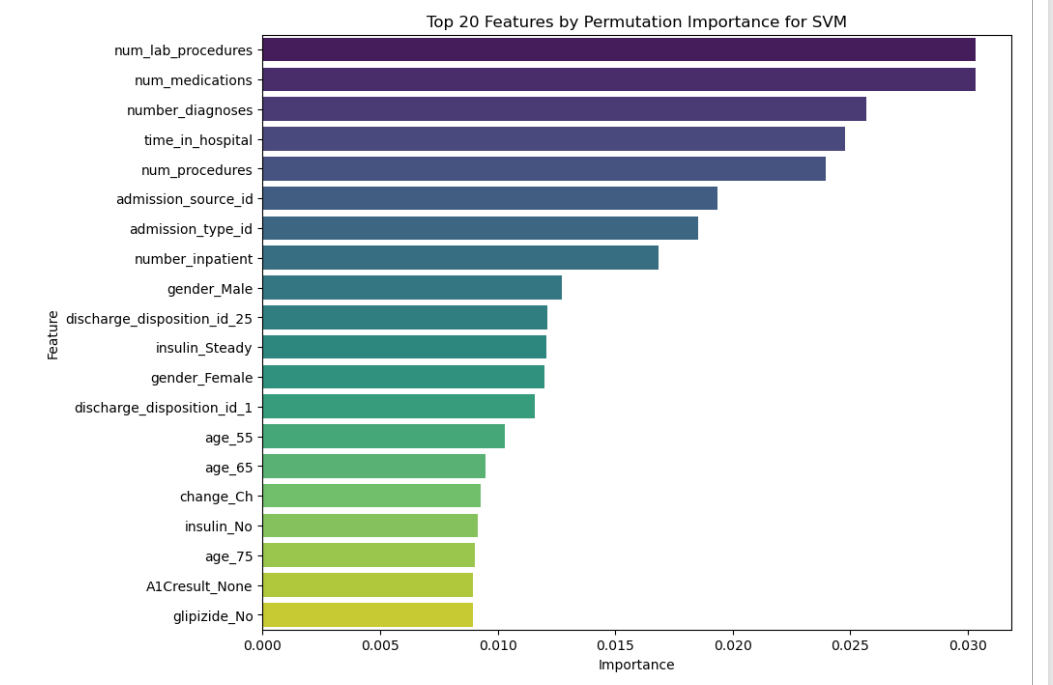 Top 20 Features by Permutation Importance for SVM
Feature
num_lab_procedures
num_medications
number_diagnoses
time_in_hospital
num_procedures
admission_source_id
admission_type_id
number_inpatient
gender_Male
discharge_disposition_id_25
insulin_Steady
gender_Female
discharge_disposition_id_1
age_55
age_65
change_Ch
insulin_No
age_75
A1Cresult_None
glipizide_No
0.000 0.005 0.010 0.015 0.020 0.025 0.030
Importance